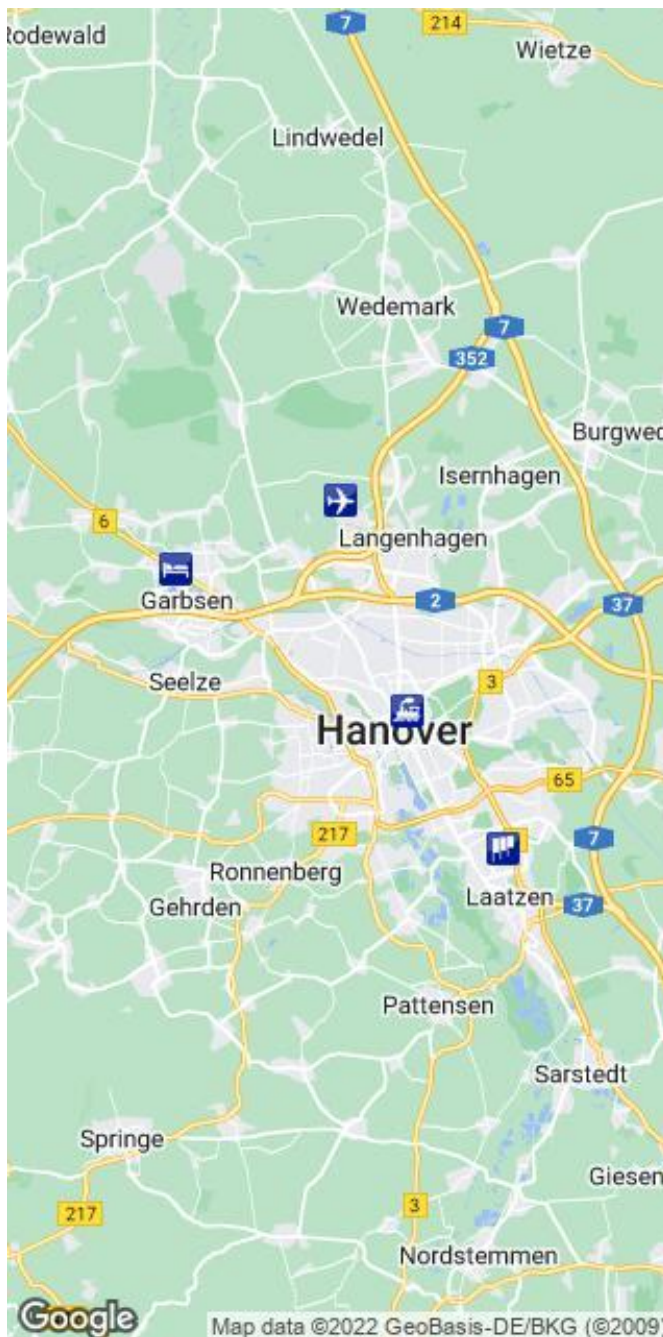 7
214
Rodewald
Wietze
Lindwedel
Wedemark
7
352
Burgwed
Isernhagen
6
Langenhagen
Garbsen
2
37
Seelze
3
Hanover
65
217
7
Ronnenberg
Laatzen
Gehrden
37
Pattensen
Sarstedt
Springe
Giesen
217
3
Nordstemmen
Google
Map data ©2022 GeoBasis-DE/BKG (©2009